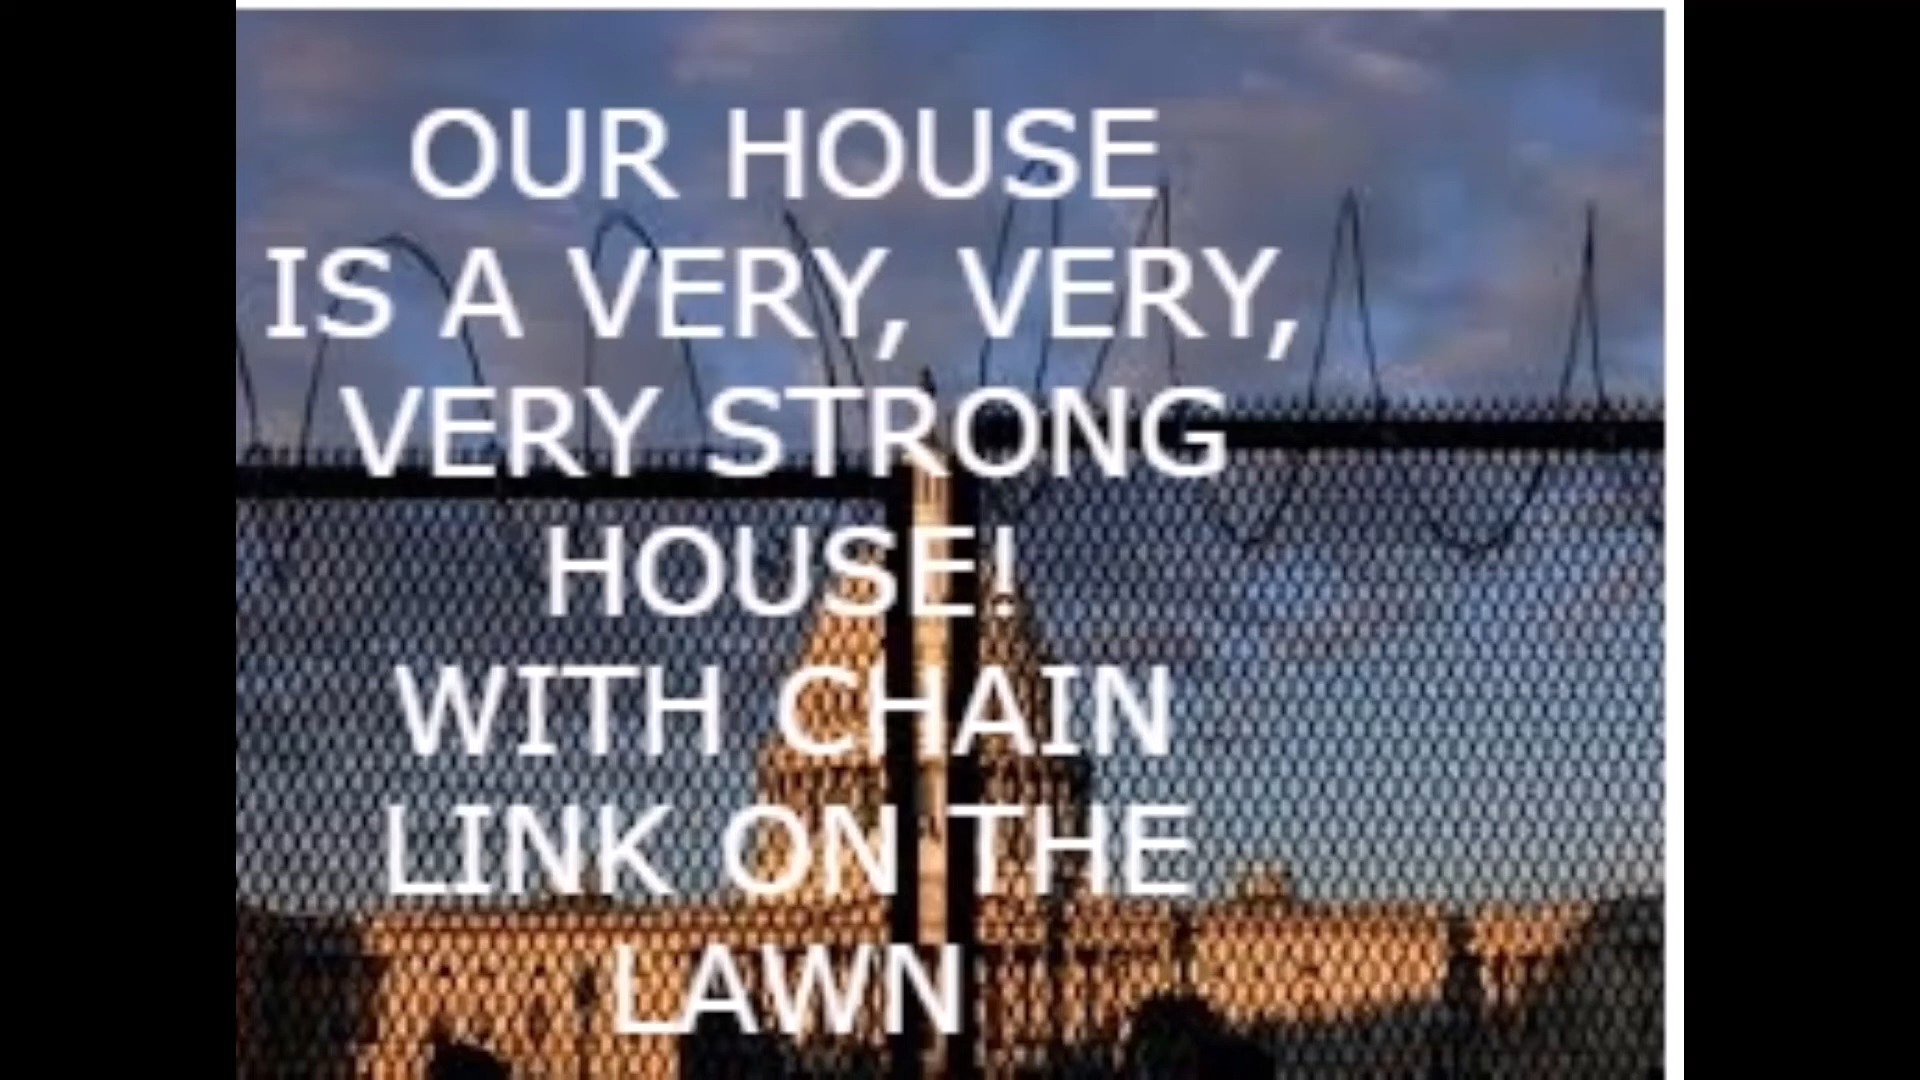 OUR HOUSE
IS A VERY, VERY,
VERY STRONG
HOUSE!
WITH CHAIN
LINK ON THE
LAWN